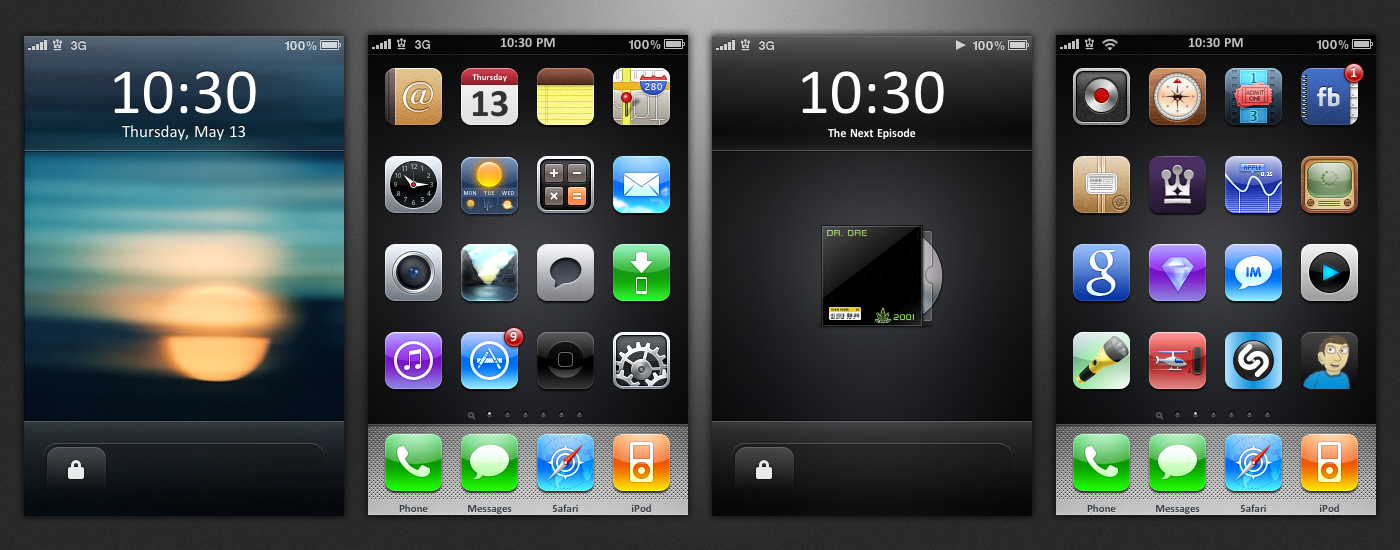 3G
100%
10:30
Thursday, May 13
3G
10:30 PM
100%
@
Thursday
13
280
12
MON TUE WED
9
Phone
Messages
Safari
iPod
3G
100%
10:30
The Next Episode
DR. DRE
2001
10:30 PM
100%
1
ADMIT
ONE
3
fb
1
APPLE
g
IM
Phone
Messages
Safari
iPod